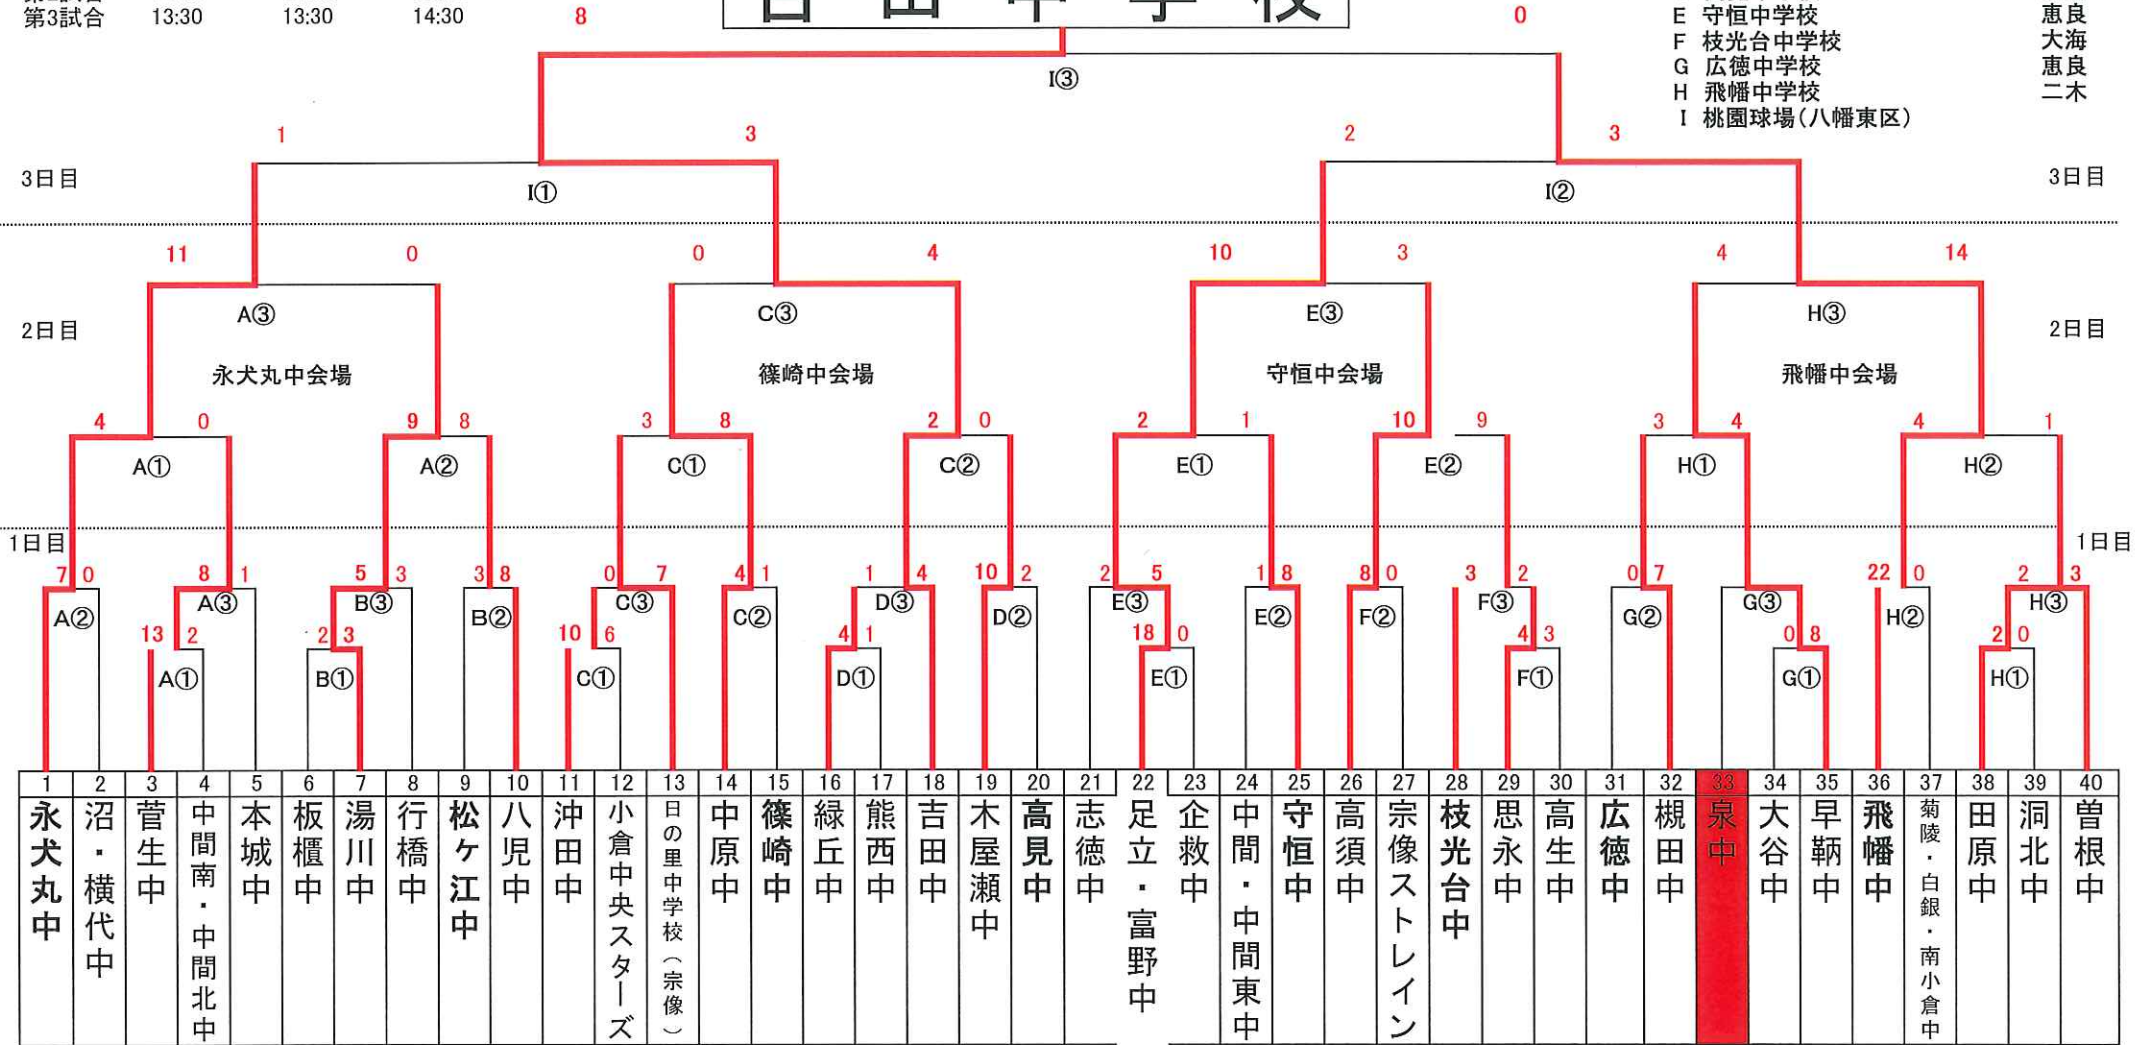 第3試合 13:30 13:30 14:30
8
0
E 守恒中学校 恵良
F 枝光台中学校 大海
G 広徳中学校 恵良
H 飛幡中学校 二木
I 桃園球場(八幡東区)
I③
1 3 2 3
3日目 I① I② 3日目
11 0 0 4 10 3 4 14
A③ C③ E③ H③
2日目 2日目
永犬丸中会場 篠崎中会場 守恒中会場 飛幡中会場
4 0 9 8 3 8 2 0 2 1 10 9 3 4 4 1
A① A② C① C② E① E② H① H②
1日目 1日目
7 0 8 1 5 3 3 8 0 7 4 1 1 4 10 2 2 5 1 8 8 0 3 2 0 7 22 0 2 3
A② A③ B③ B② C③ C② D③ D② E③ E② F② F③ G② G③ H② H③
13 2 2 3 10 6 4 1 18 0 4 3 0 8 2 0
A① B① C① D① E① F① G① H①
1 2 3 4 5 6 7 8 9 10 11 12 13 14 15 16 17 18 19 20 21 22 23 24 25 26 27 28 29 30 31 32 33 34 35 36 37 38 39 40
永犬丸中
沼・横代中
菅生中
中間南・中間北中
本城中
板櫃中
湯川中
行橋中
松ヶ江中
八児中
沖田中
小倉中央スターズ
日の里中学校(宗像)
中原中
篠崎中
緑丘中
熊西中
吉田中
木屋瀬中
高見中
志徳中
足立・富野中
企救中
中間・中間東中
守恒中
高須中
宗像ストレイン
枝光台中
思永中
高生中
広徳中
槻田中
泉中
大谷中
早鞆中
飛幡中
菊陵・白銀・南小倉中
田原中
洞北中
曽根中